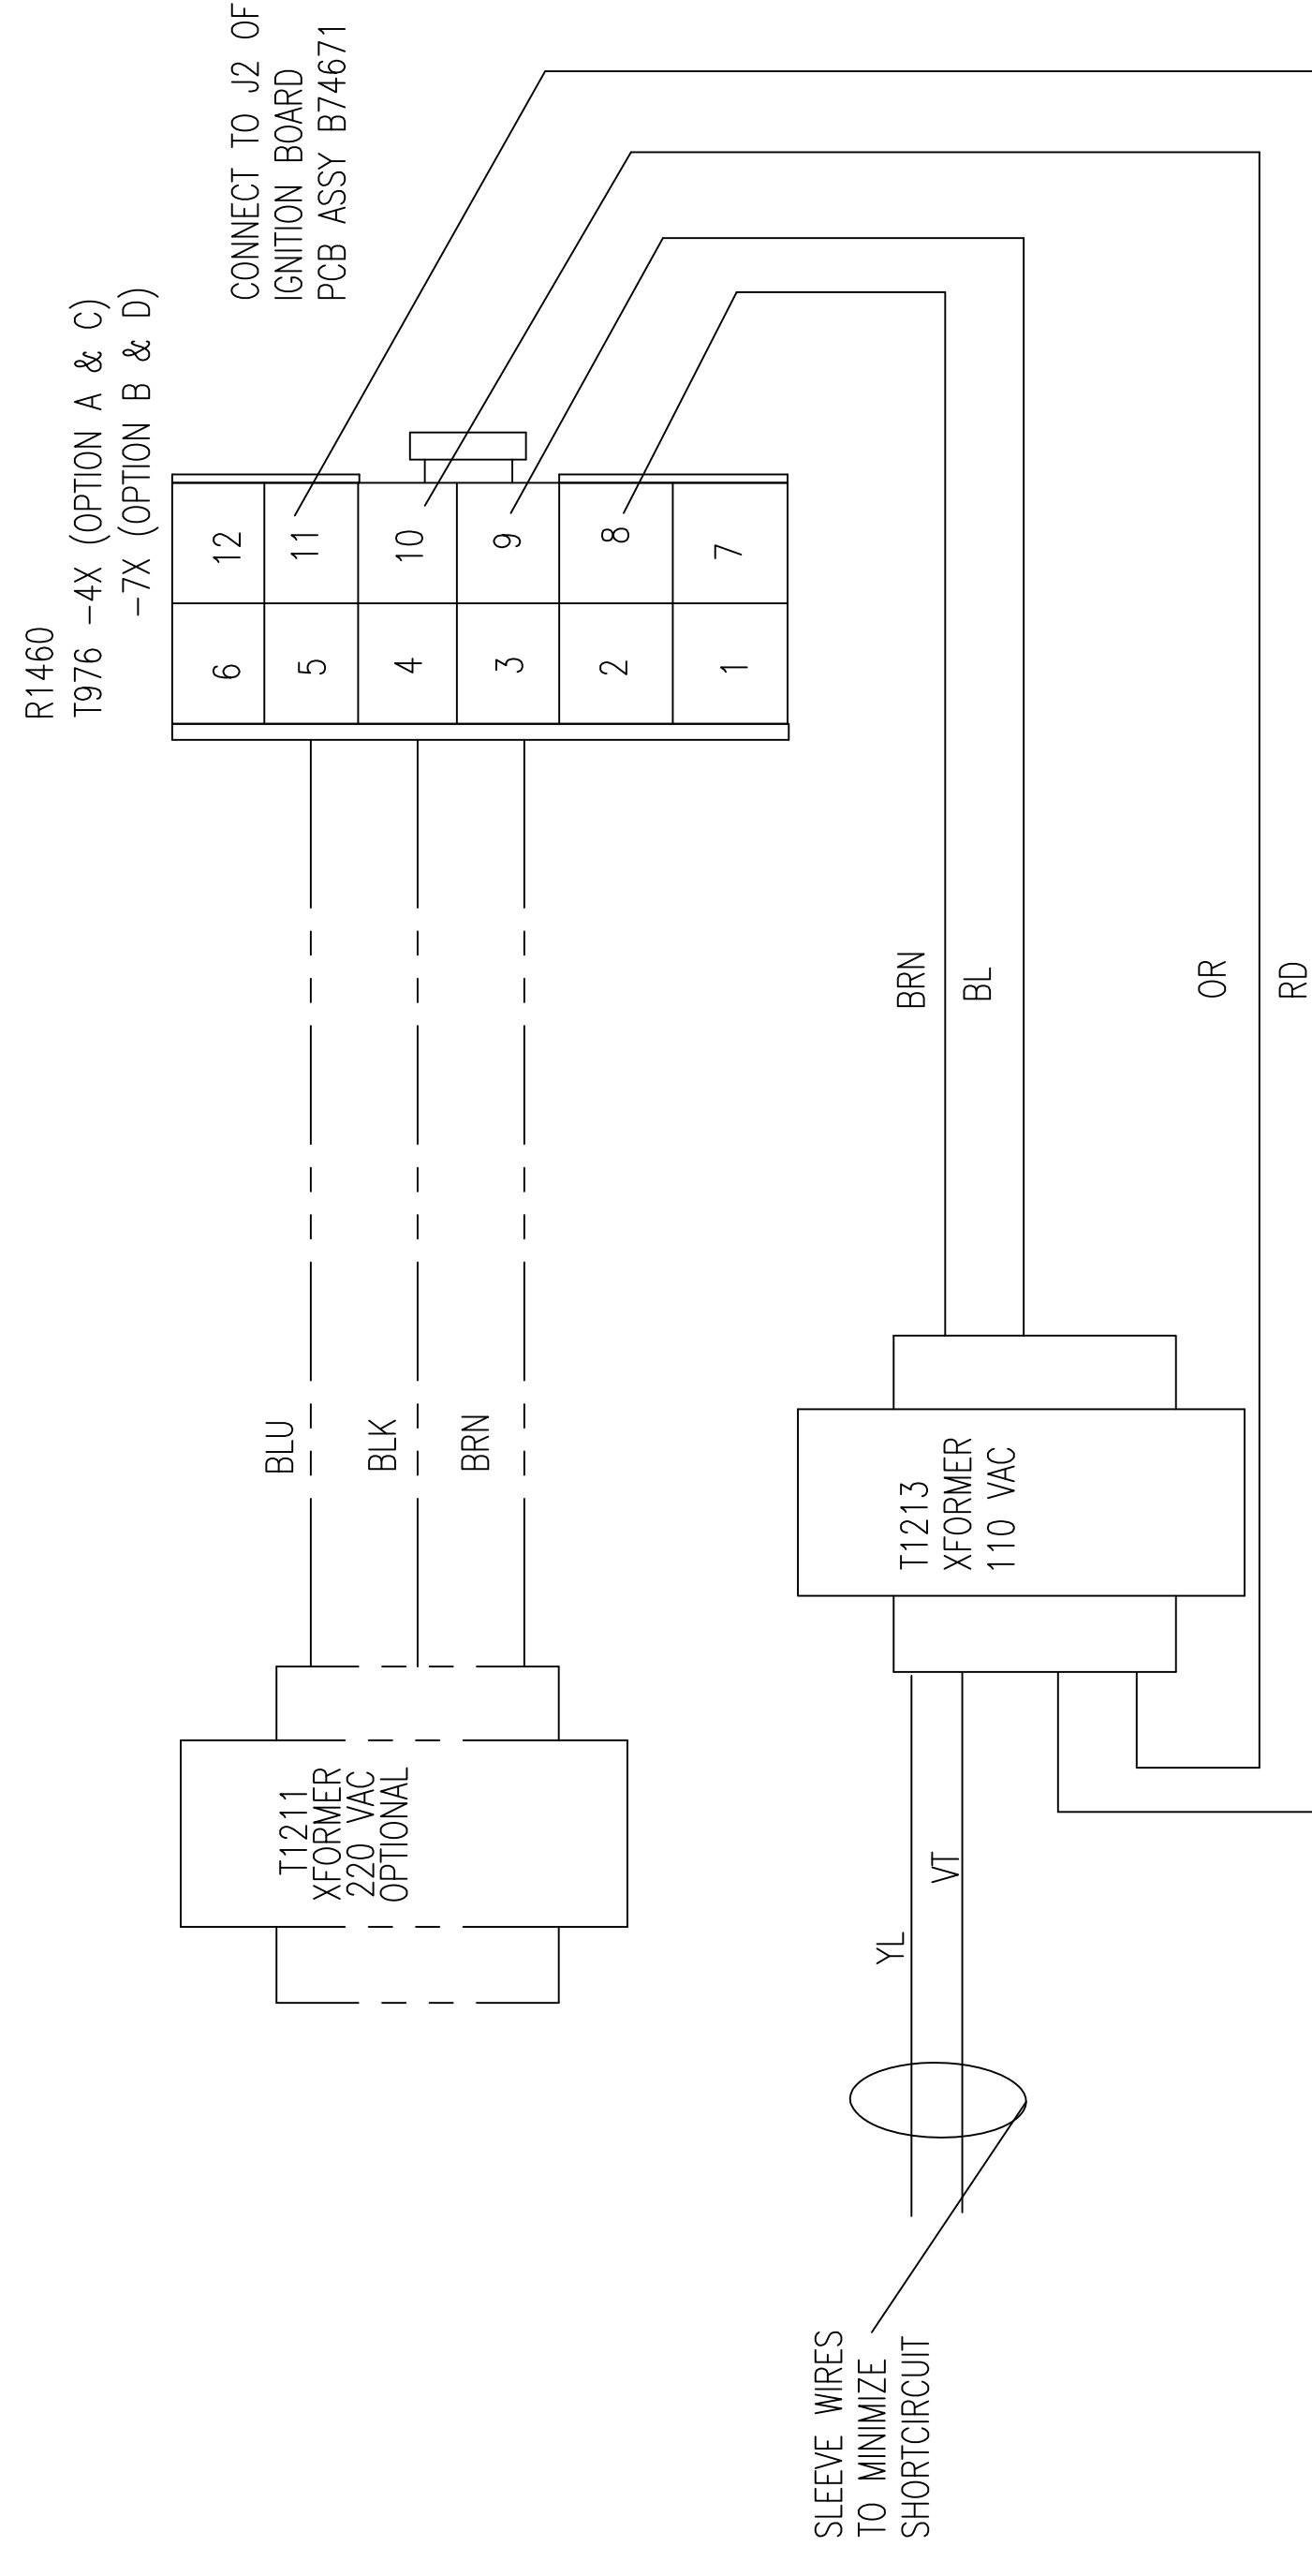 R1460
T976 -4X (OPTION A & C)
-7X (OPTION B & D)
CONNECT TO J2 OF
IGNITION BOARD
PCB ASSY B74671
12
11
10
9
8
7
6
5
4
3
2
1
BLU
BLK
BRN
BRN
BL
OR
RD
T1211
XFORMER
220 VAC
OPTIONAL
T1213
XFORMER
110 VAC
YL
VT
SLEEVE WIRES
TO MINIMIZE
SHORTCIRCUIT